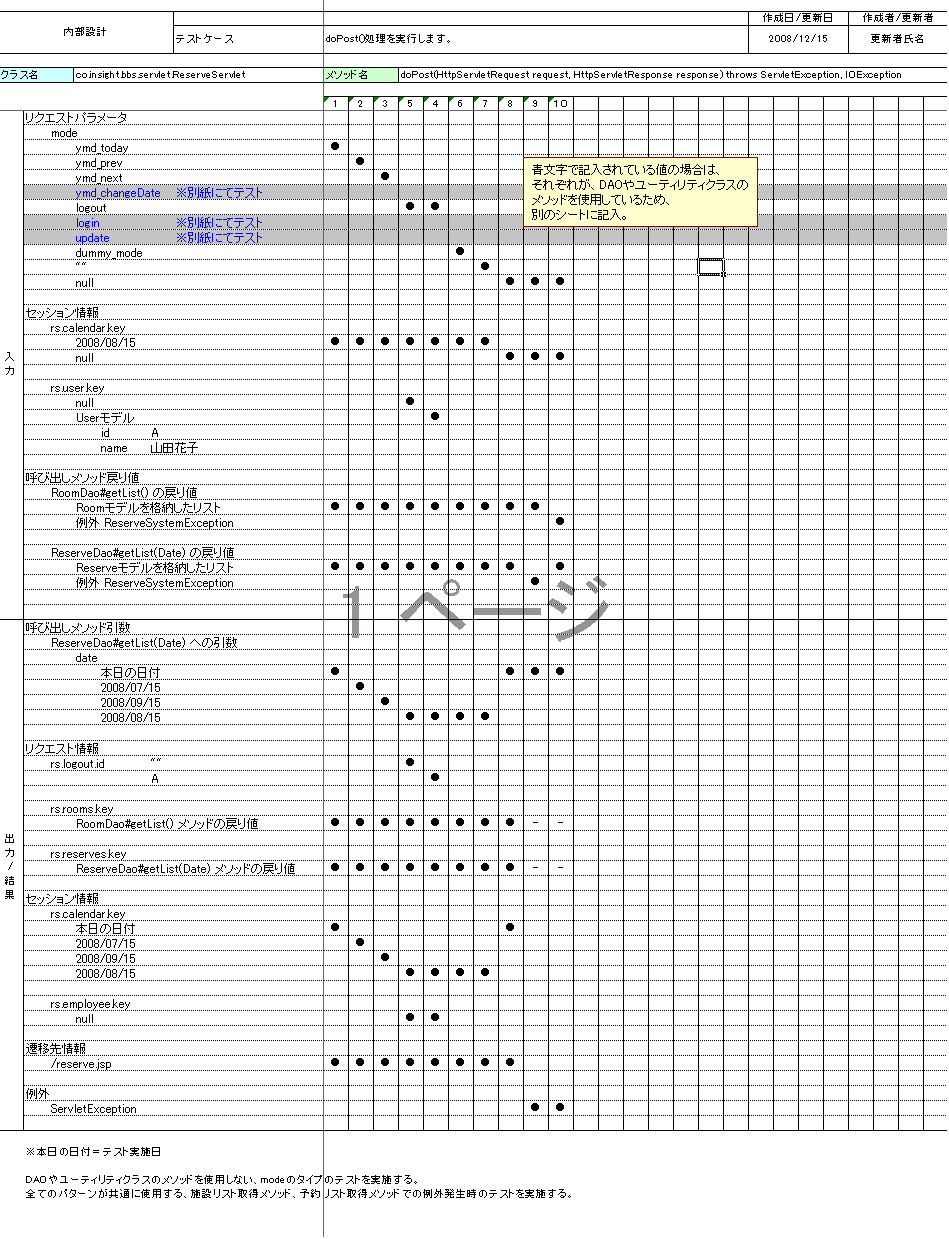 内部設計
作成日/更新日
作成者/更新者
テストケース
doPost()処理を実行します。
2008/12/15
更新者氏名
クラス名
co.insight.bbs.servlet.ReserveServlet
メソッド名
doPost(HttpServletRequest request, HttpServletResponse response) throws ServletException, IOException
1 2 3 5 4 6 7 8 9 10
リクエストパラメータ
mode
ymd_today ●
ymd_prev ●
ymd_next ●
ymd_changeDate ※別紙にてテスト
logout ● ●
login ※別紙にてテスト
update ※別紙にてテスト
dummy_mode ●
"" ●
null ● ● ●
青文字で記入されている値の場合は、
それぞれが、DAOやユーティリティクラスの
メソッドを使用しているため、
別のシートに記入。
セッション情報
rs.calendar.key
2008/08/15 ● ● ● ● ● ● ●
null ● ● ●
入力
rs.user.key
null ●
Userモデル ●
id A
name 山田花子
呼び出しメソッド戻り値
RoomDao#getList() の戻り値
Roomモデルを格納したリスト ● ● ● ● ● ● ● ● ●
例外 ReserveSystemException ●
ReserveDao#getList(Date) の戻り値
Reserveモデルを格納したリスト ● ● ● ● ● ● ● ● ●
例外 ReserveSystemException ●
1 ページ
呼び出しメソッド引数
ReserveDao#getList(Date) への引数
date
本日の日付 ● ● ● ●
2008/07/15 ●
2008/09/15 ●
2008/08/15 ● ● ● ●
リクエスト情報
rs.logout.id "" ●
A ●
rs.rooms.key
RoomDao#getList() メソッドの戻り値 ● ● ● ● ● ● ● ● - -
出力/結果
rs.reserves.key
ReserveDao#getList(Date) メソッドの戻り値 ● ● ● ● ● ● ● ● - -
セッション情報
rs.calendar.key
本日の日付 ● ●
2008/07/15 ●
2008/09/15 ●
2008/08/15 ● ● ● ●
rs.employee.key
null ● ●
遷移先情報
/reserve.jsp ● ● ● ● ● ● ● ●
例外
ServletException ● ●
※本日の日付＝テスト実施日
DAOやユーティリティクラスのメソッドを使用しない、modeのタイプのテストを実施する。
全てのパターンが共通に使用する、施設リスト取得メソッド、予約リスト取得メソッドでの例外発生時のテストを実施する。